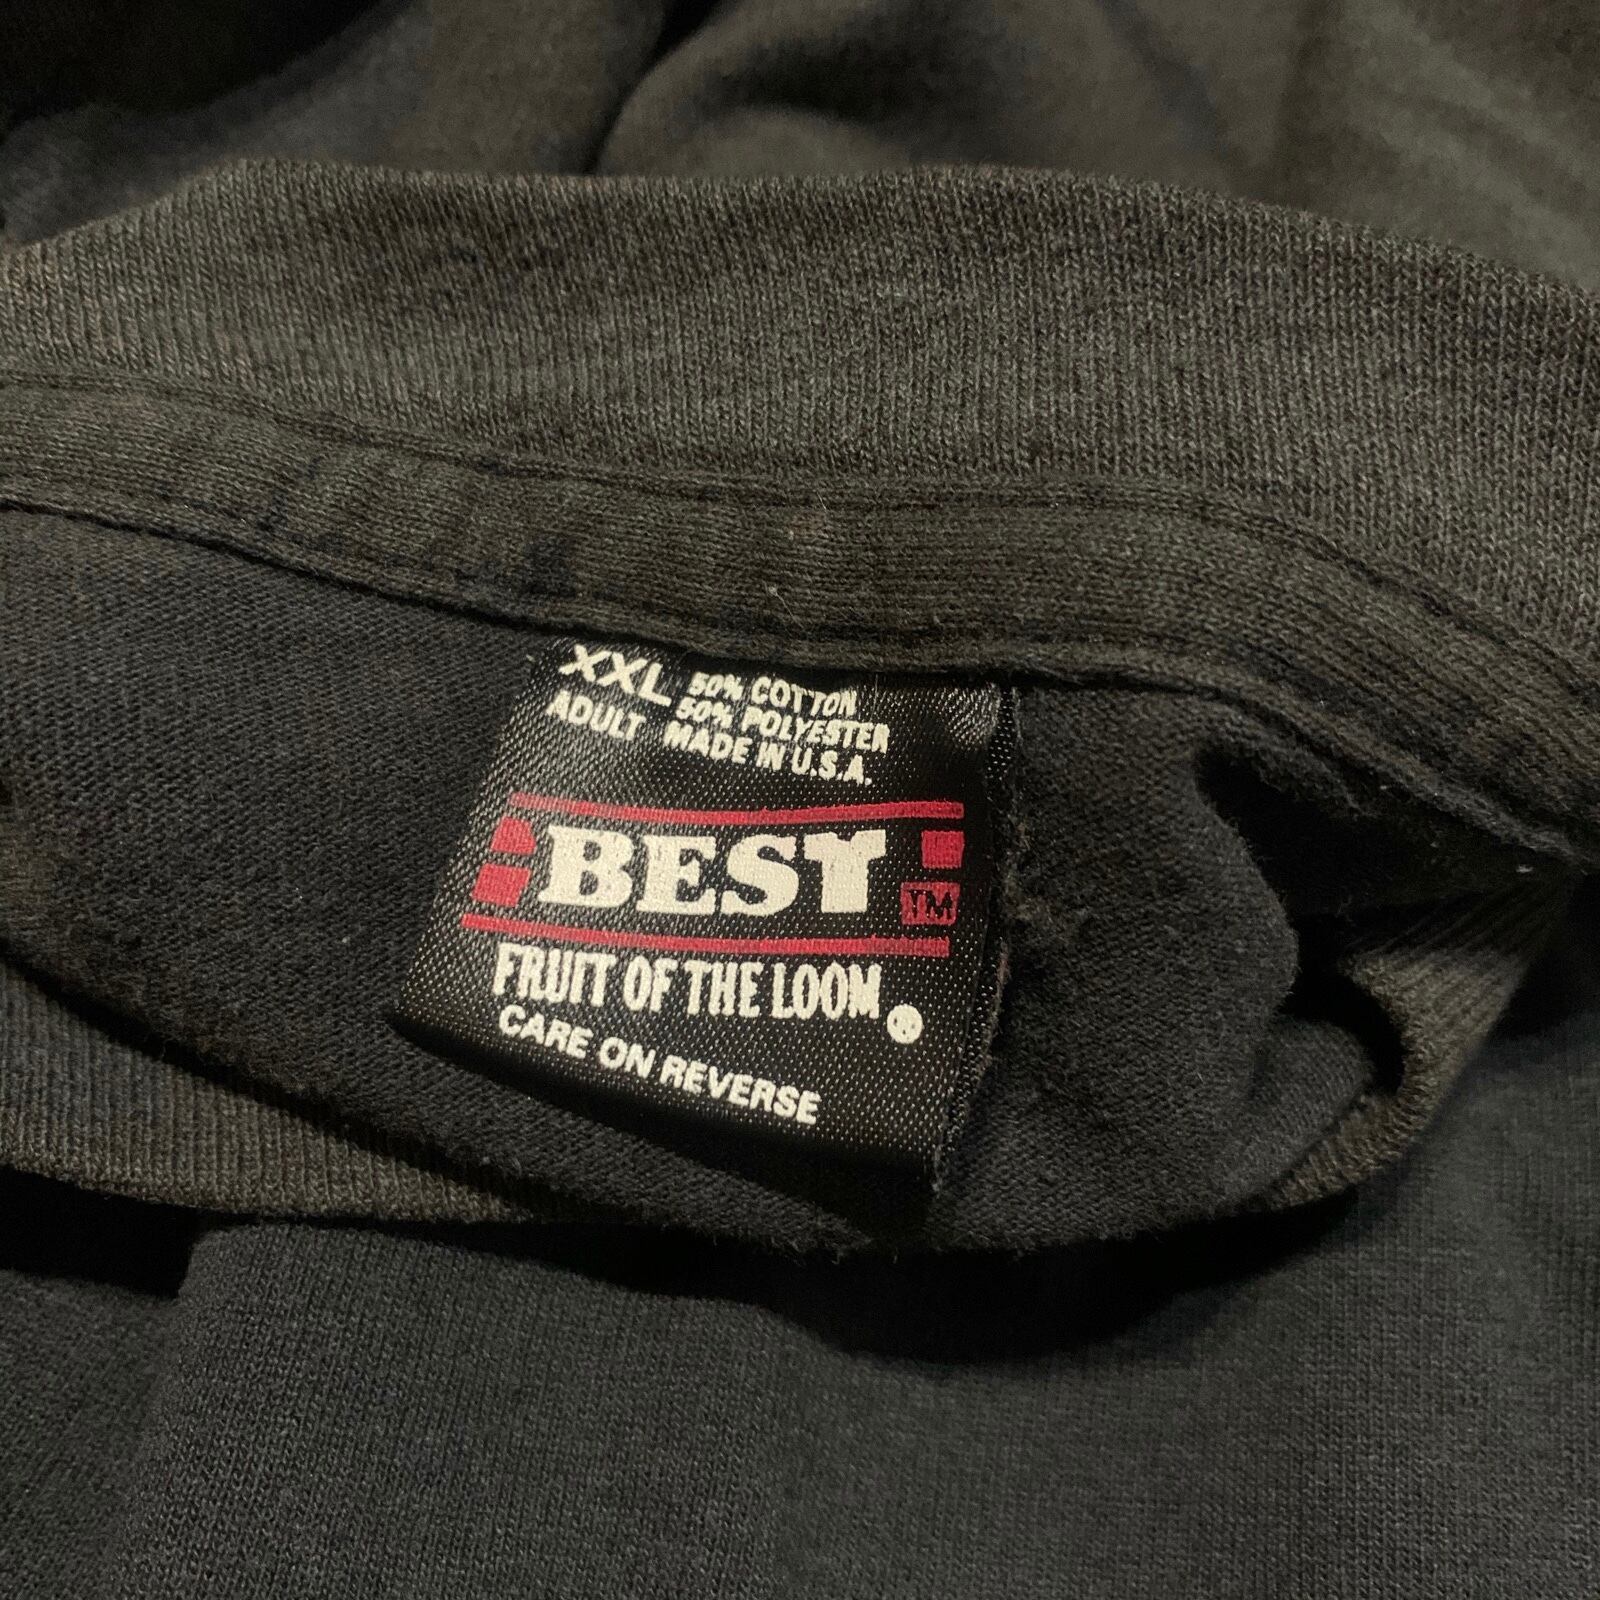 XXL 50% COTTON
ADULT 50% POLYESTER
MADE IN U.S.A.
BEST TM
FRUIT OF THE LOOM ®
CARE ON REVERSE